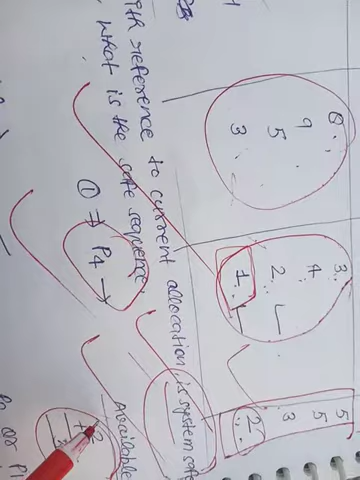 8 3 5
9 4 5
5 2 3
3 1 2
with reference to current allocation, is system safe
what is the safe sequence.
① ⇒ P4 →
Available